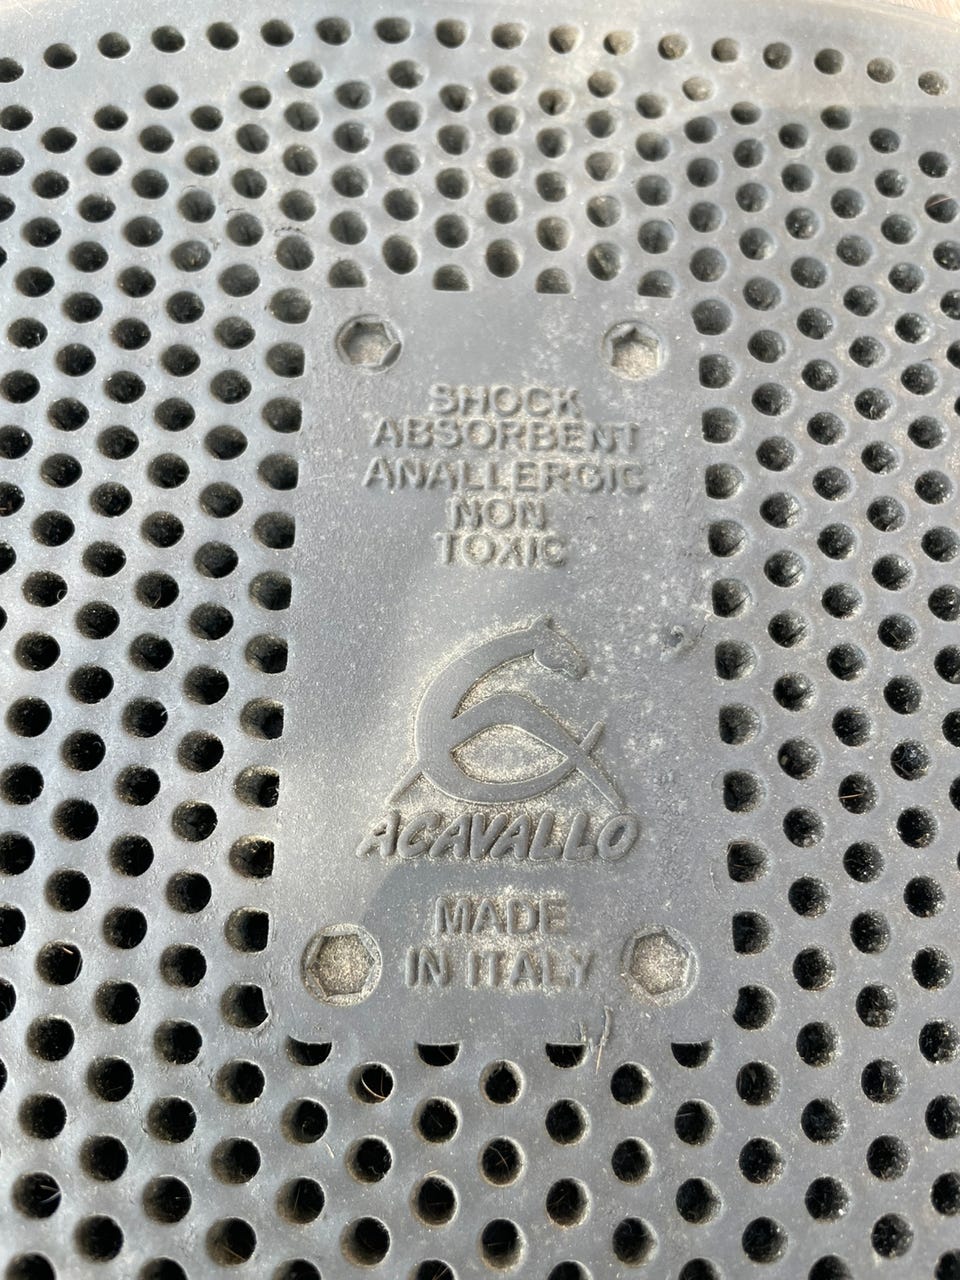 SHOCK
ABSORBENT
ANALLERGIC
NON
TOXIC
ACAVALLO
MADE
IN ITALY